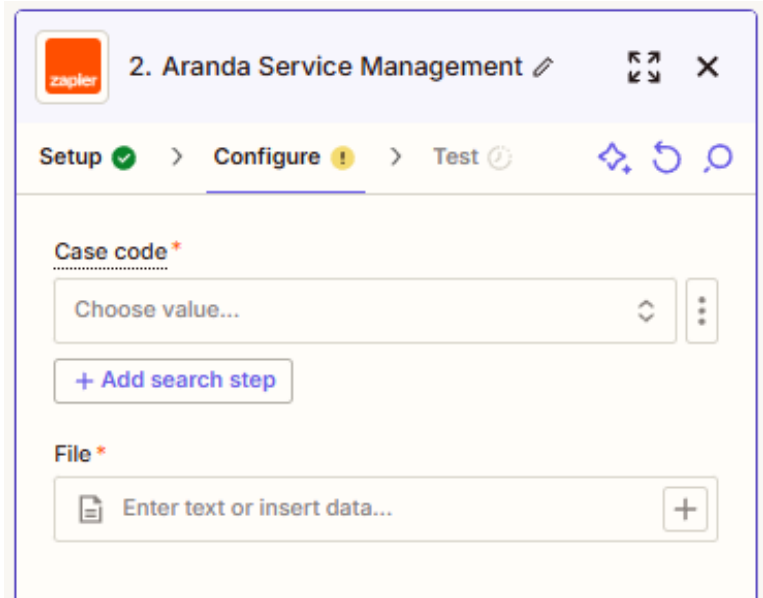 zapier
2. Aranda Service Management
Setup > Configure ! > Test
Case code*
Choose value...
+ Add search step
File*
Enter text or insert data...